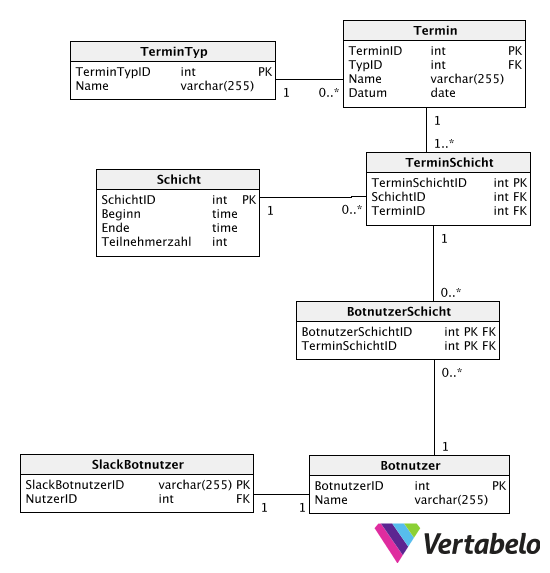 Termin
TerminID int PK
TypID int FK
Name varchar(255)
Datum date
TerminTyp
TerminTypID int PK
Name varchar(255)
1 0..*
1
1..*
TerminSchicht
TerminSchichtID int PK
SchichtID int FK
TerminID int FK
Schicht
SchichtID int PK
Beginn time
Ende time
Teilnehmerzahl int
1 0..*
1
0..*
BotnutzerSchicht
BotnutzerSchichtID int PK FK
TerminSchichtID int PK FK
0..*
1
SlackBotnutzer
SlackBotnutzerID varchar(255) PK
NutzerID int FK
Botnutzer
BotnutzerID int PK
Name varchar(255)
1 1
Vertabelo